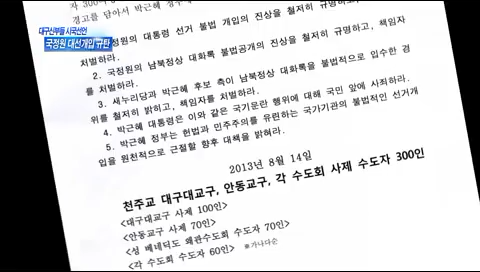 대구신부들 시국선언
국정원 대선개입 규탄
경고를 담아서 박근혜 정부
국정원의 대통령 선거 불법 개입의 진상을 철저히 규명하고, 책임자
처벌하라.
2. 국정원의 남북정상 대화록 불법공개의 진상을 철저히 규명하고, 책임자
처벌하라.
3. 새누리당과 박근혜 후보 측이 남북정상 대화록을 불법적으로 입수한 경
위를 철저히 밝히고, 책임자를 처벌하라.
4. 박근혜 대통령은 이와 같은 국기문란 행위에 대해 국민 앞에 사죄하라.
5. 박근혜 정부는 헌법과 민주주의를 유린하는 국가기관의 불법적인 선거개
입을 원천적으로 근절할 향후 대책을 밝혀라.
2013년 8월 14일
천주교 대구대교구, 안동교구, 각 수도회 사제 수도자 300인
<대구대교구 사제 100인>
<안동교구 사제 70인>
<성 베네딕도 왜관수도회 수도자 70인>
<각 수도회 수도자 60인> ※가나다순